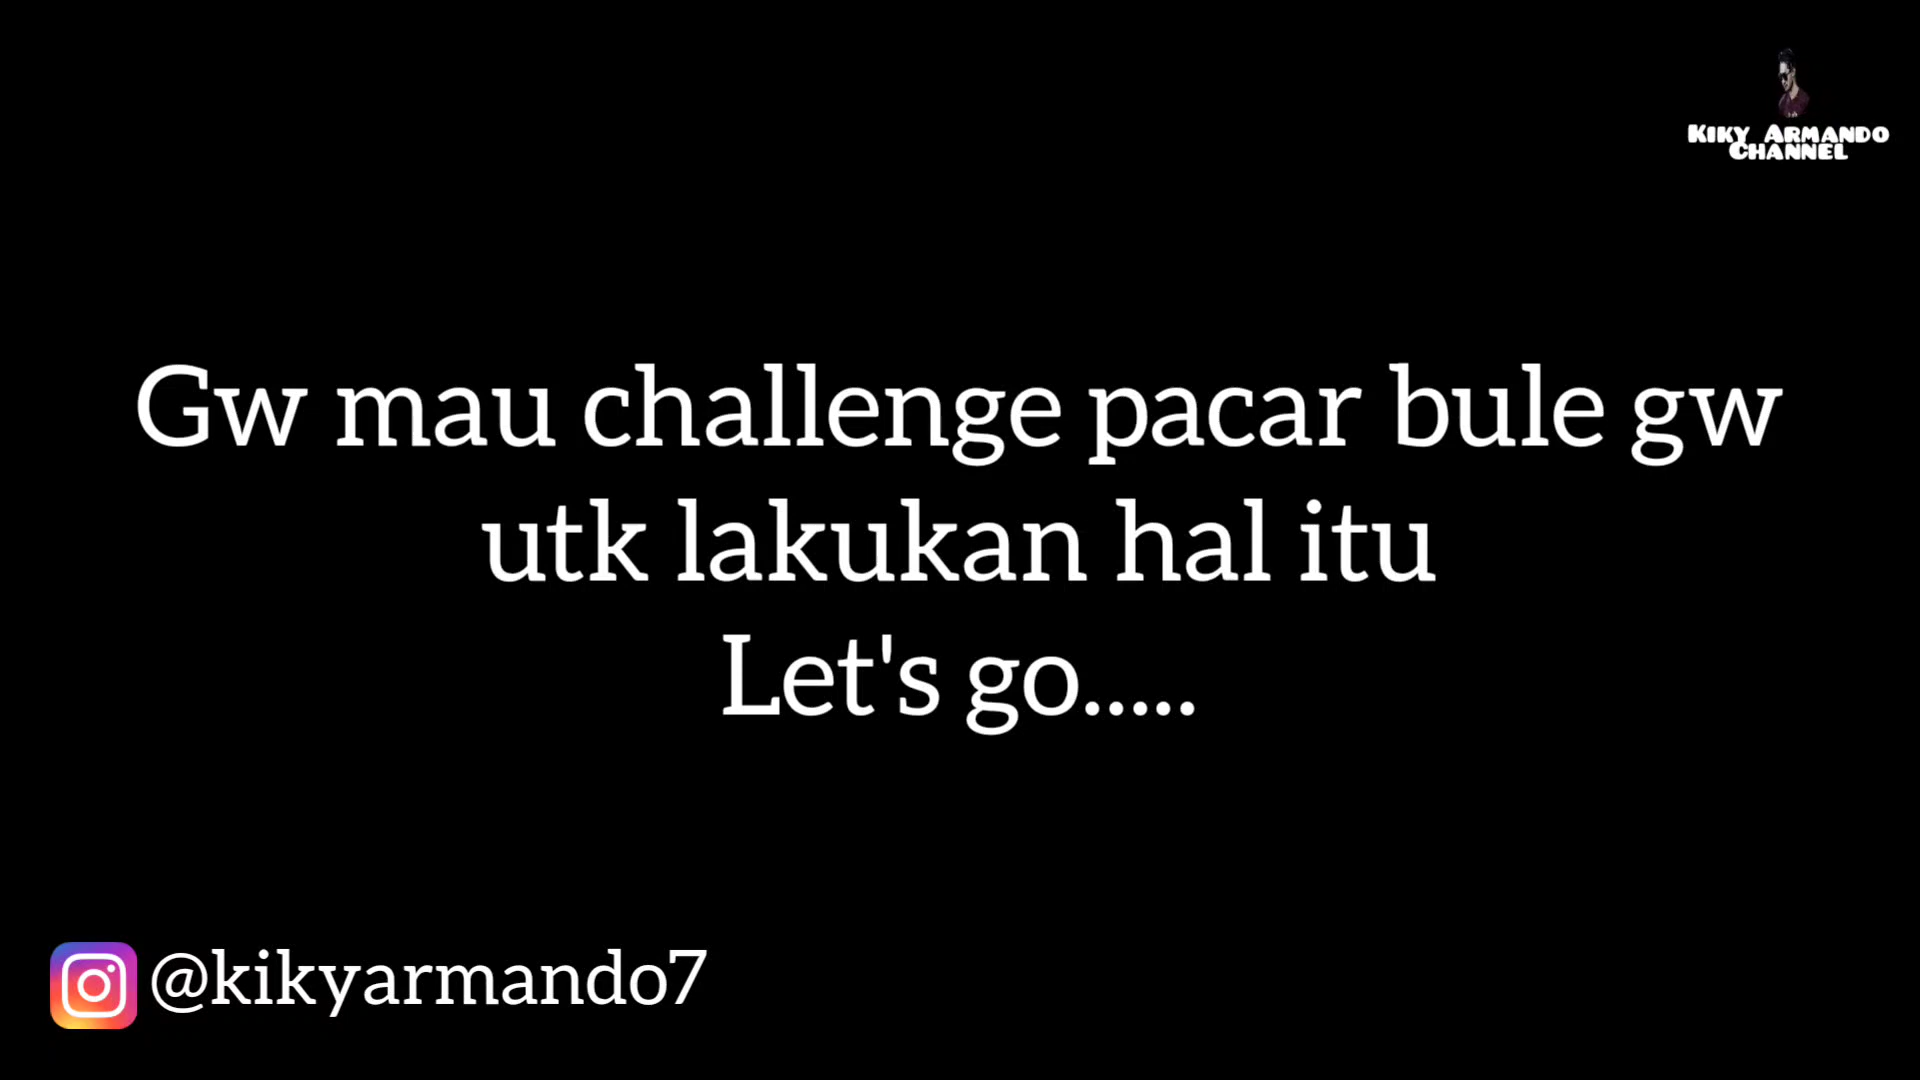 KIKY ARMANDO
CHANNEL
Gw mau challenge pacar bule gw
utk lakukan hal itu
Let's go.....
@kikyarmando7